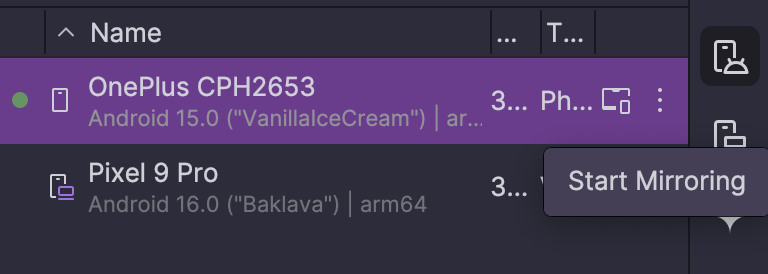 Name ... T...
OnePlus CPH2653 3... Ph...
Android 15.0 ("VanillaIceCream") | ar...
Pixel 9 Pro 3...
Android 16.0 ("Baklava") | arm64
Start Mirroring